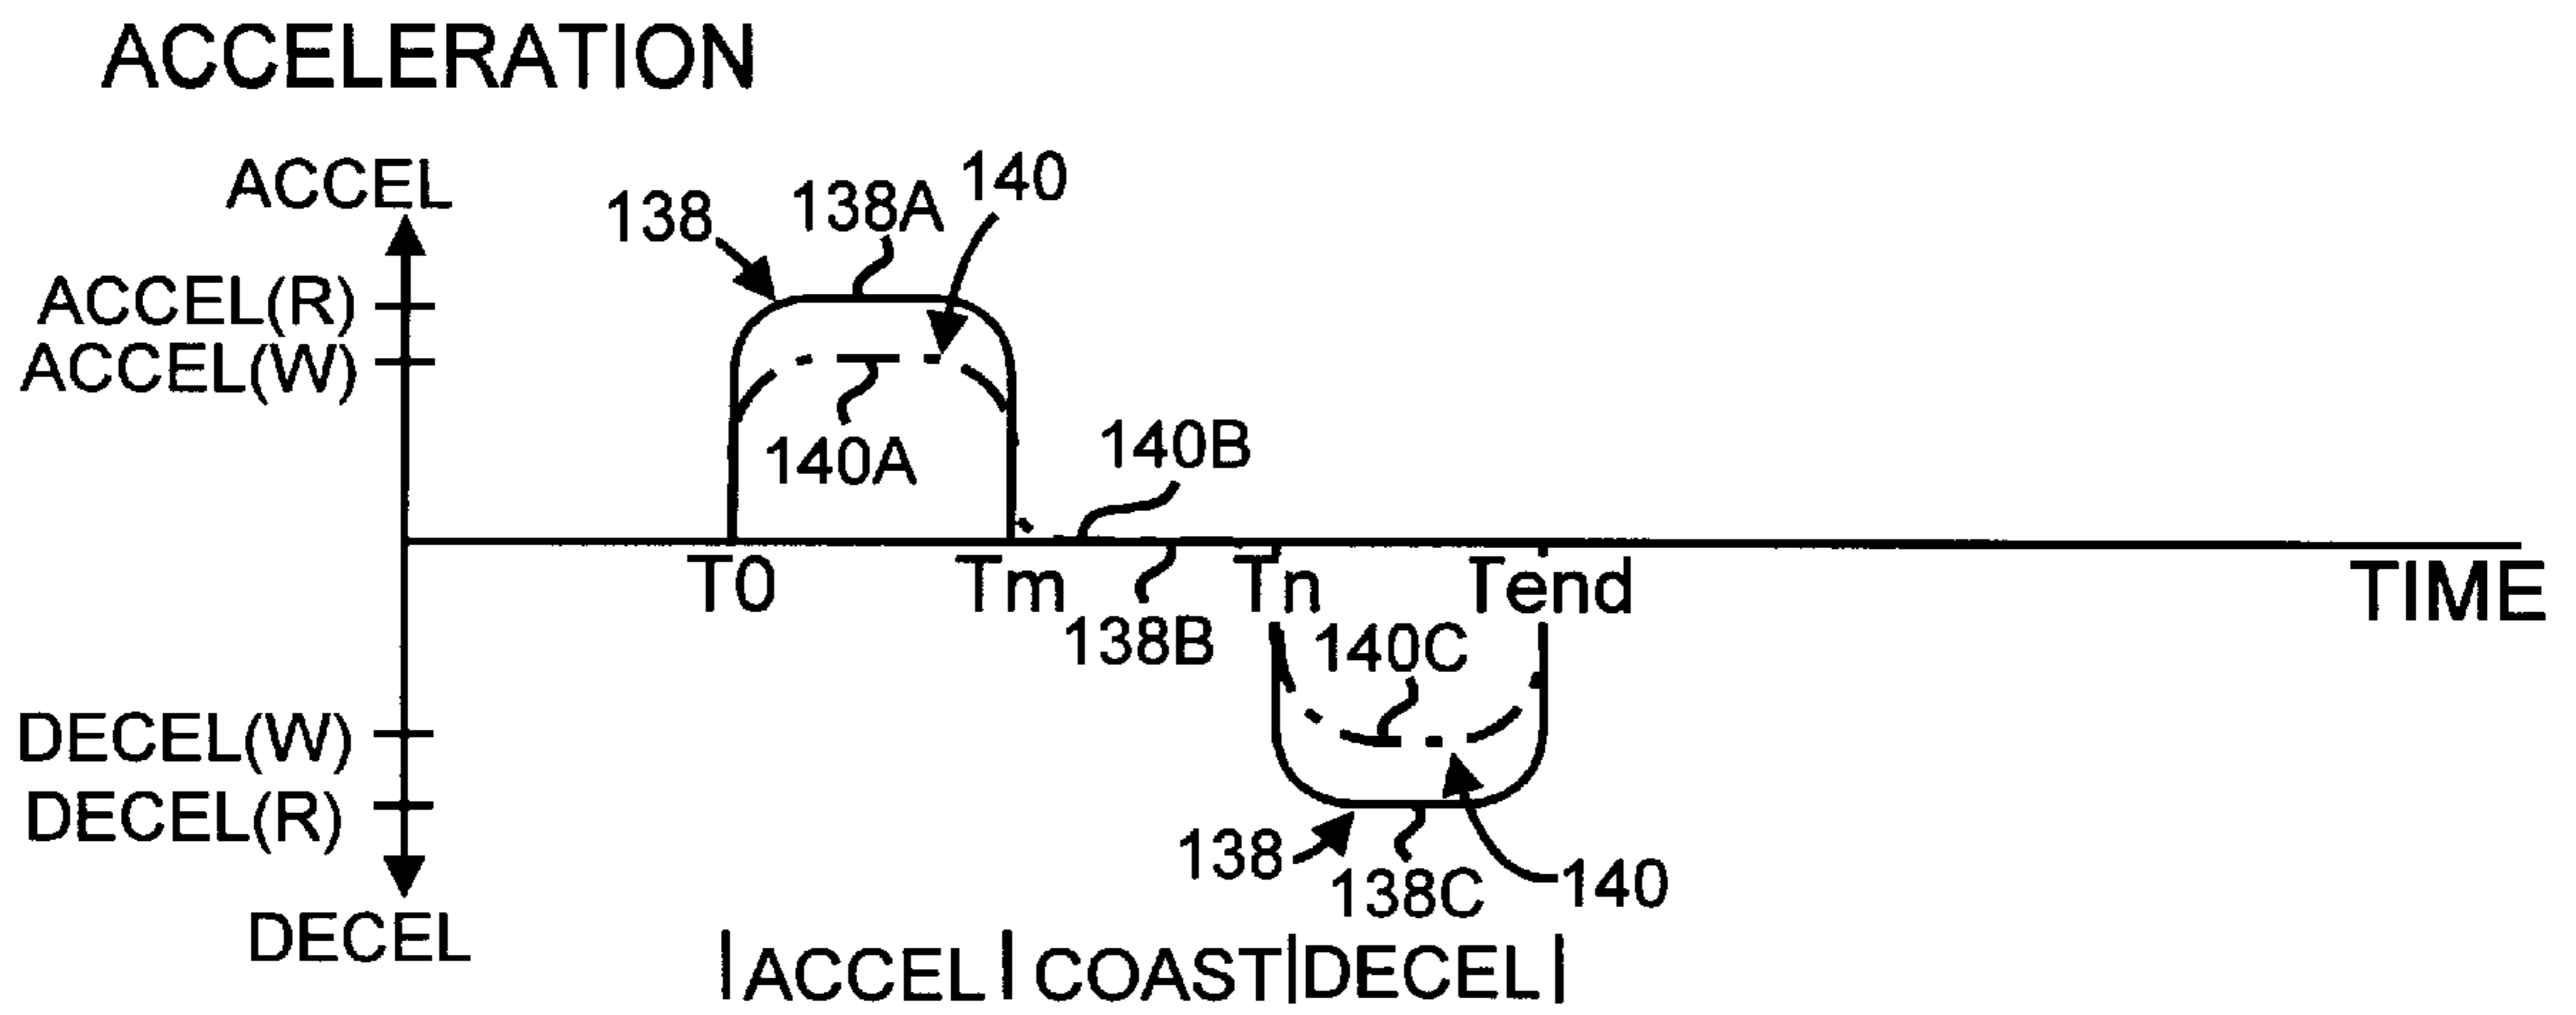 ACCELERATION
ACCEL
138 138A 140
ACCEL(R)
ACCEL(W)
140A 140B
T0 Tm Tn Tend TIME
138B 140C
DECEL(W)
DECEL(R)
138 138C 140
DECEL
|ACCEL| COAST|DECEL|